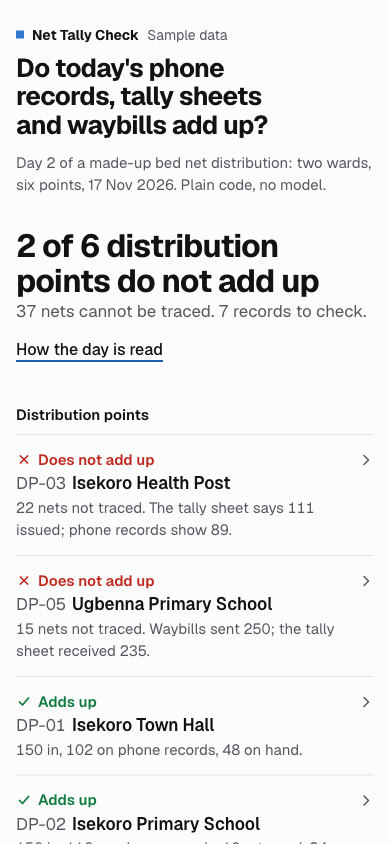 Net Tally Check Sample data
Do today's phone
records, tally sheets
and waybills add up?
Day 2 of a made-up bed net distribution: two wards,
six points, 17 Nov 2026. Plain code, no model.
2 of 6 distribution
points do not add up
37 nets cannot be traced. 7 records to check.
How the day is read
Distribution points
Does not add up
DP-03 Isekoro Health Post
22 nets not traced. The tally sheet says 111
issued; phone records show 89.
Does not add up
DP-05 Ugbenna Primary School
15 nets not traced. Waybills sent 250; the tally
sheet received 235.
Adds up
DP-01 Isekoro Town Hall
150 in, 102 on phone records, 48 on hand.
Adds up
DP-02 Isekoro Primary School